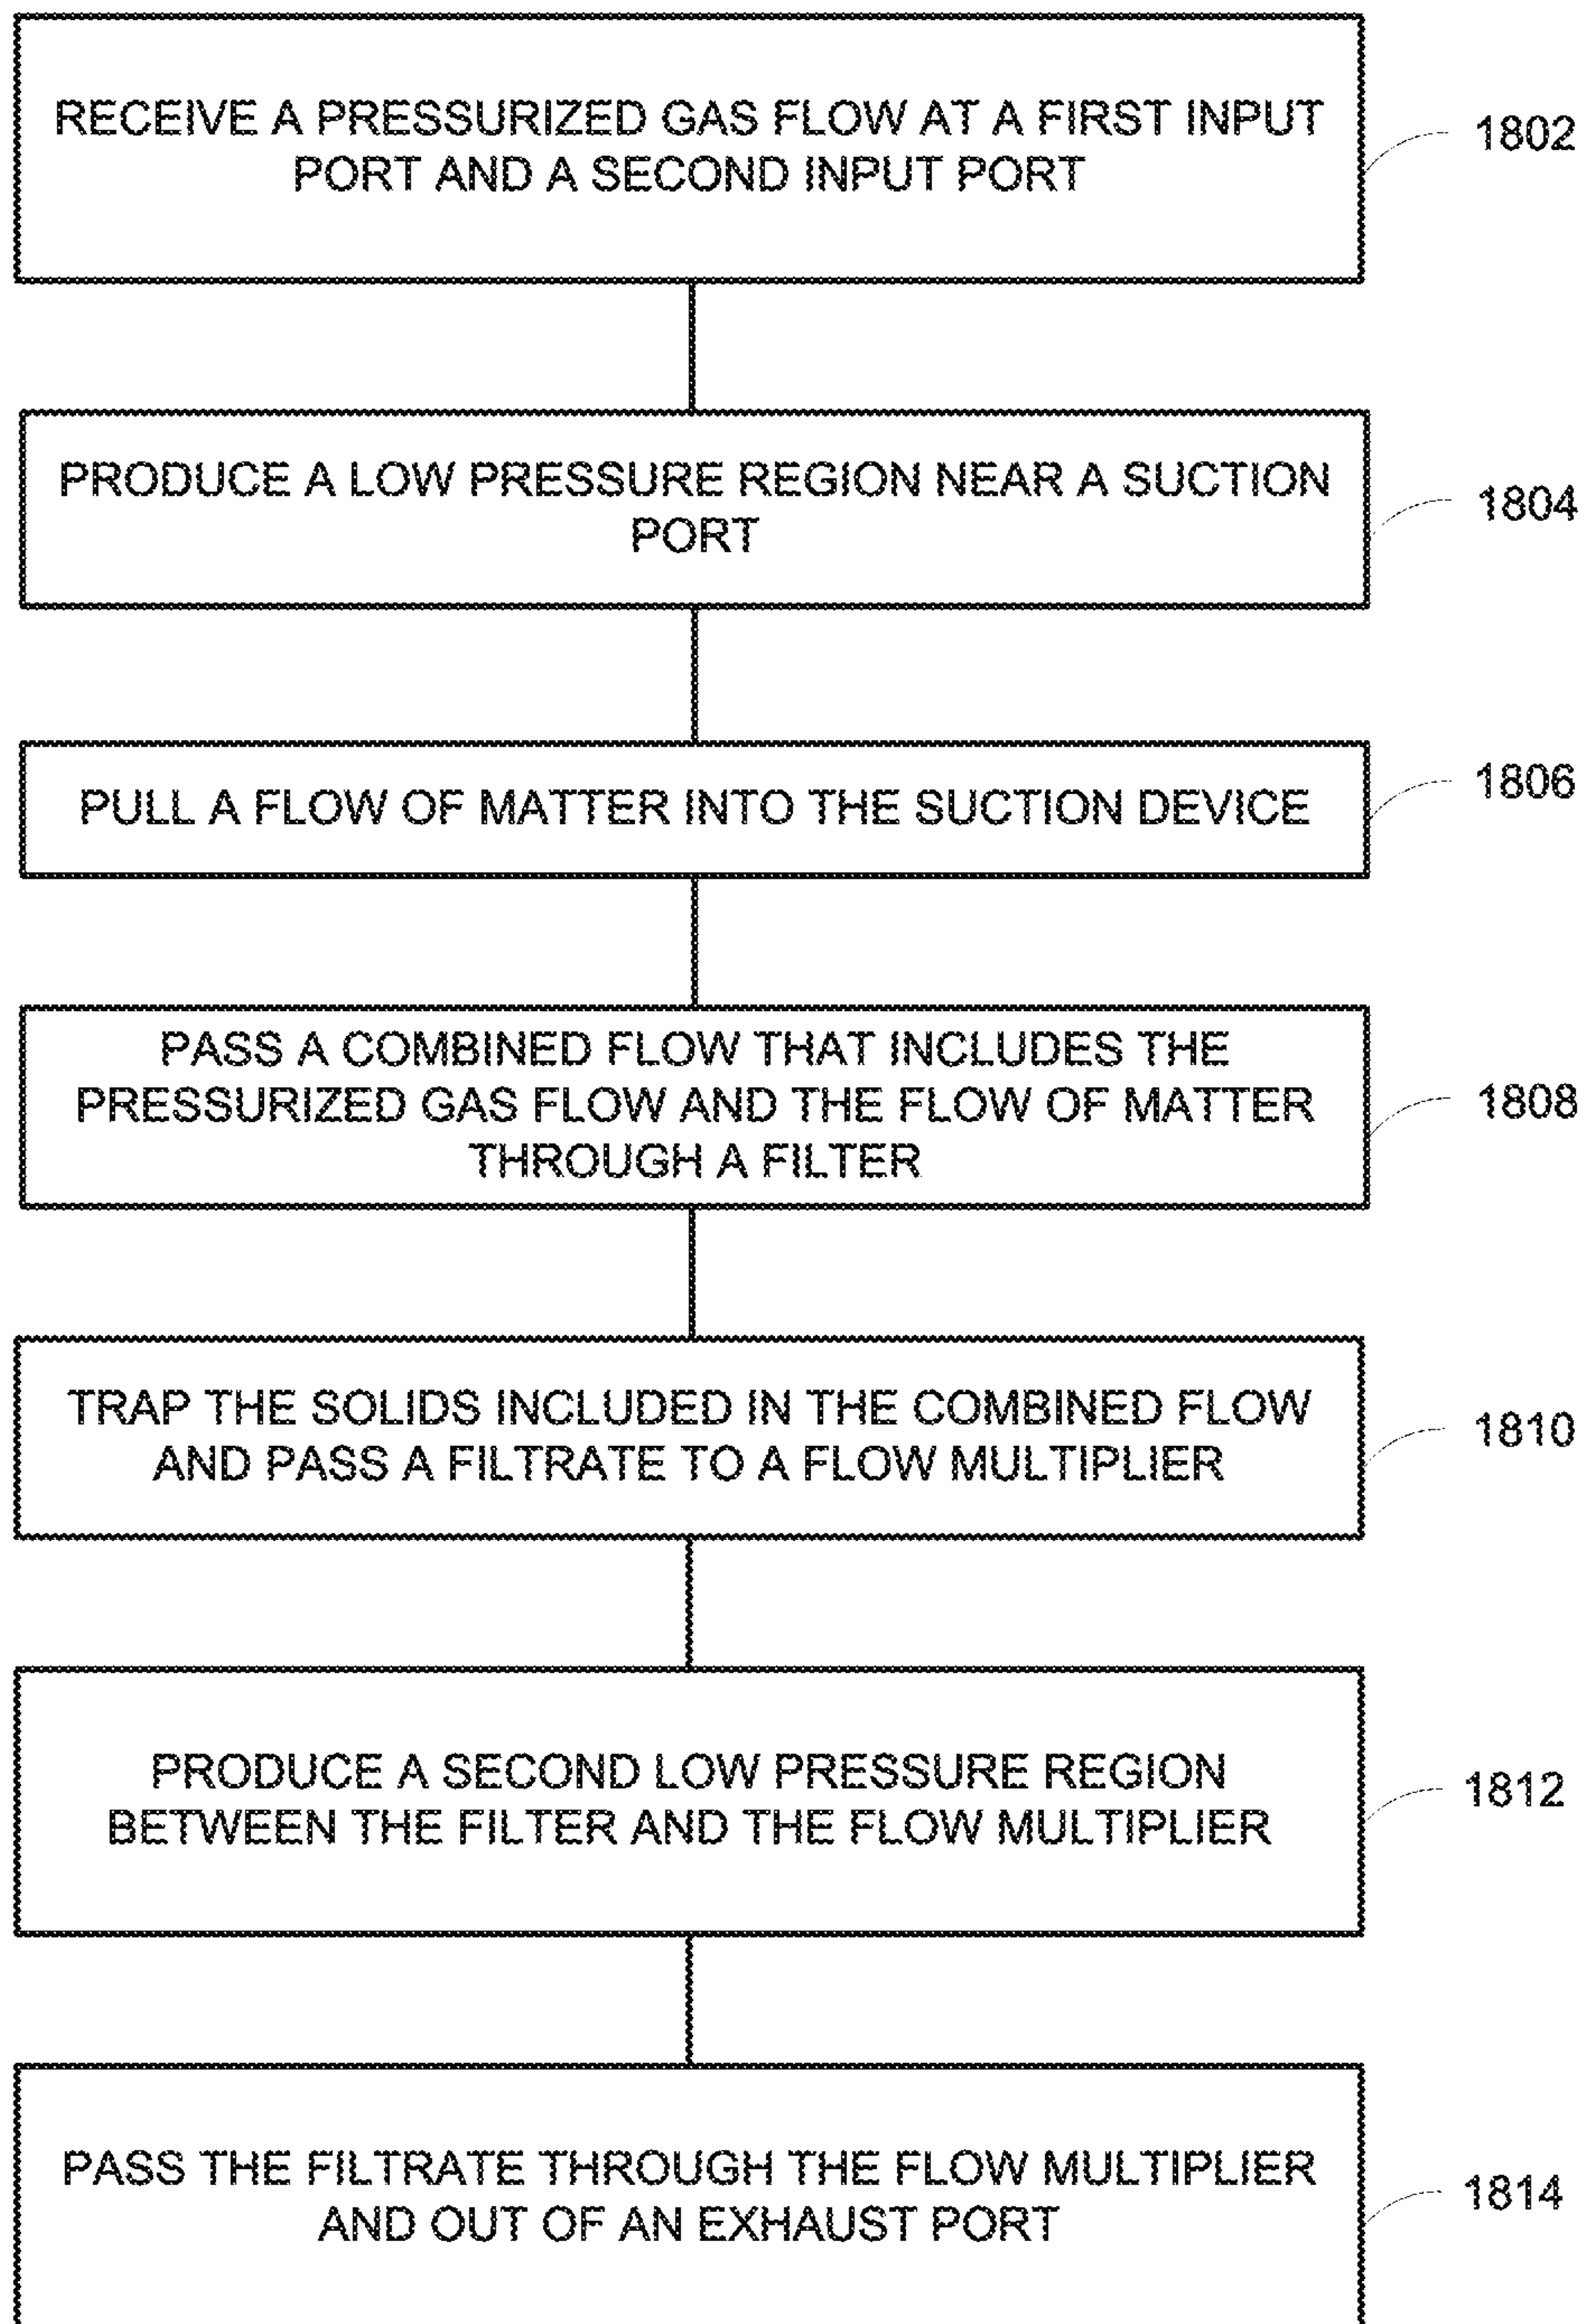 RECEIVE A PRESSURIZED GAS FLOW AT A FIRST INPUT
PORT AND A SECOND INPUT PORT
1802
PRODUCE A LOW PRESSURE REGION NEAR A SUCTION
PORT
1804
PULL A FLOW OF MATTER INTO THE SUCTION DEVICE
1806
PASS A COMBINED FLOW THAT INCLUDES THE
PRESSURIZED GAS FLOW AND THE FLOW OF MATTER
THROUGH A FILTER
1808
TRAP THE SOLIDS INCLUDED IN THE COMBINED FLOW
AND PASS A FILTRATE TO A FLOW MULTIPLIER
1810
PRODUCE A SECOND LOW PRESSURE REGION
BETWEEN THE FILTER AND THE FLOW MULTIPLIER
1812
PASS THE FILTRATE THROUGH THE FLOW MULTIPLIER
AND OUT OF AN EXHAUST PORT
1814